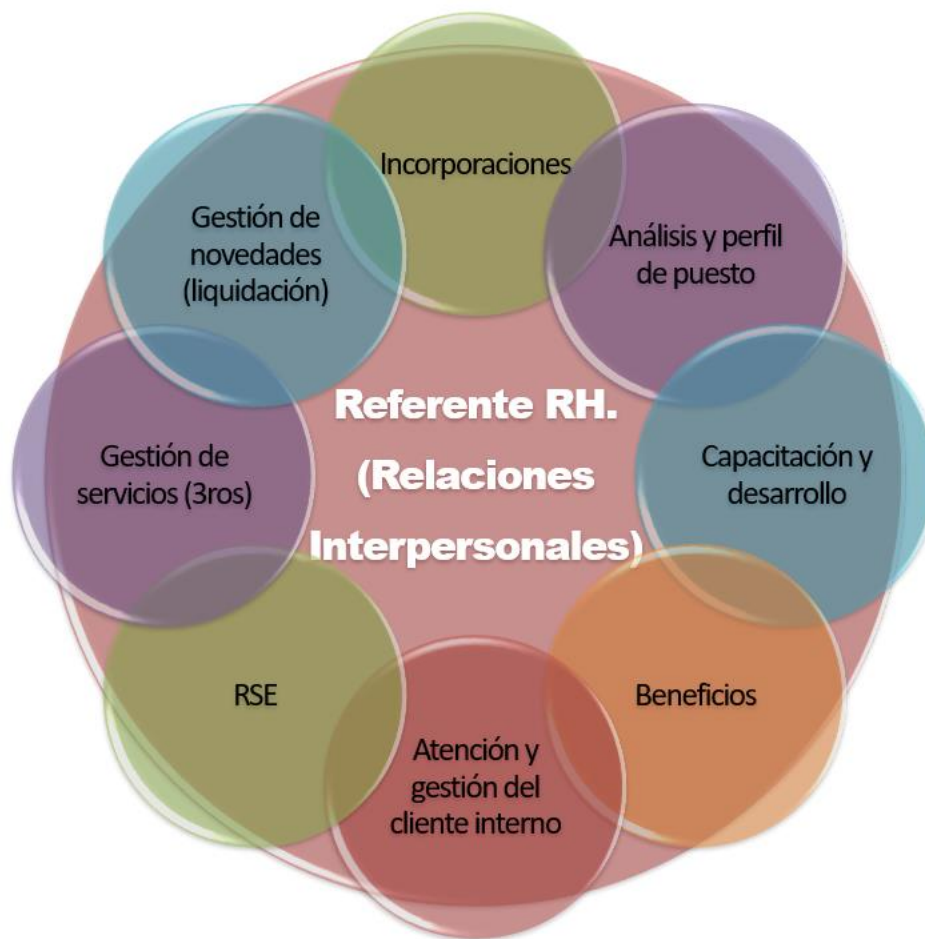 Incorporaciones
Análisis y perfil
de puesto
Capacitación y
desarrollo
Beneficios
Atención y
gestión del
cliente interno
RSE
Gestión de
servicios (3ros)
Gestión de
novedades
(liquidación)
Referente RH.
(Relaciones
Interpersonales)